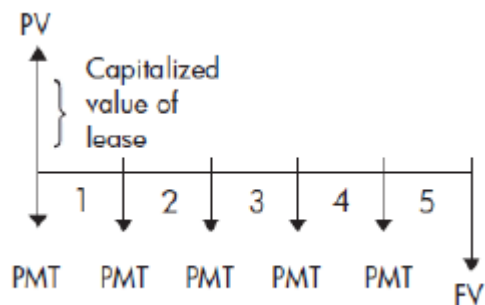 PV
Capitalized
value of
lease
1 2 3 4 5
PMT PMT PMT PMT PMT
FV